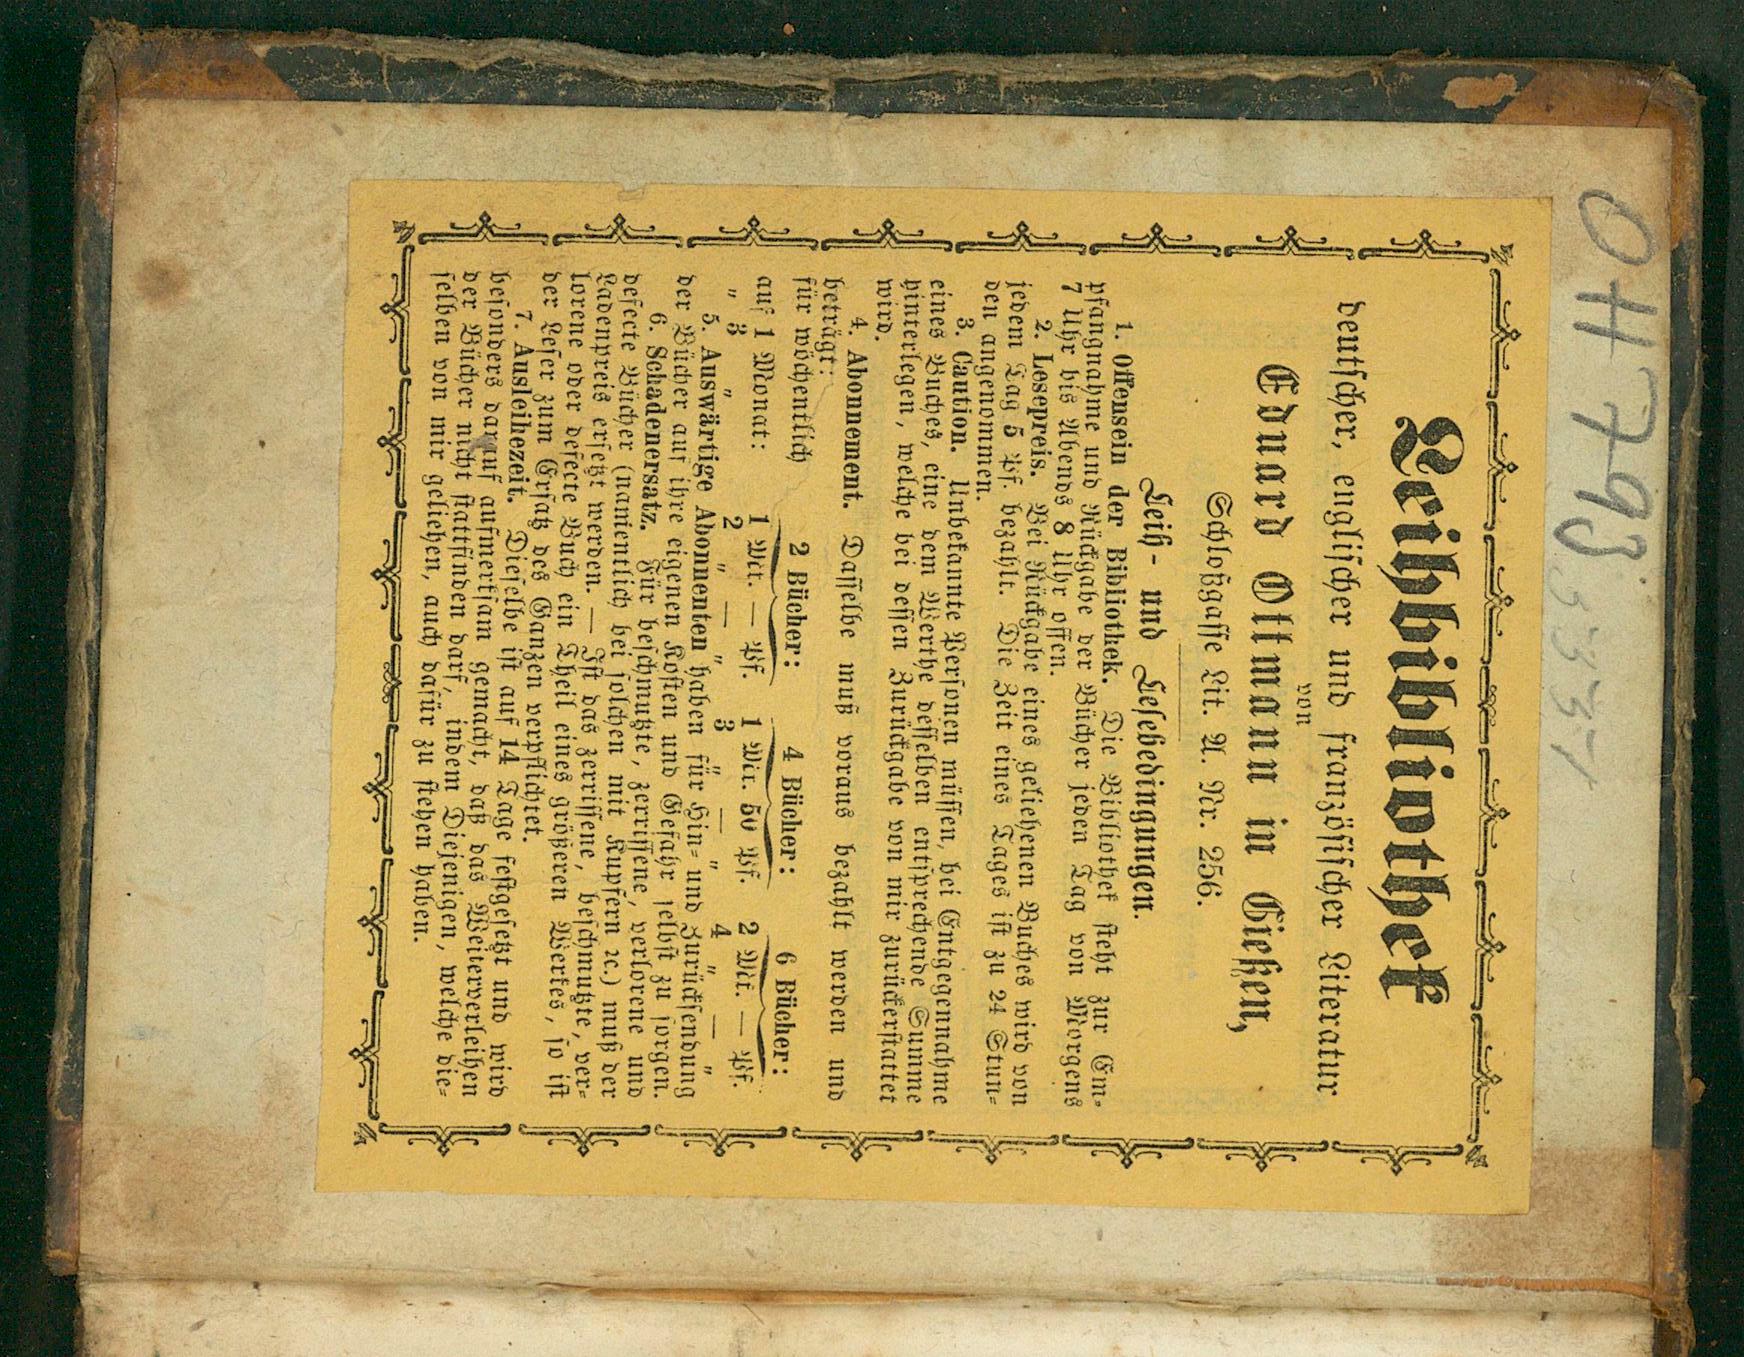 OH 793
5337
Leihbibliothek
deutscher, englischer und französischer Literatur
von
Eduard Ottmann in Gießen,
Schloßgasse Lit. A. Nr. 256.
Leih- und Lesebedingungen.
1. Offensein der Bibliothek. Die Bibliothek steht zur Em-
pfangnahme und Rückgabe der Bücher jeden Tag von Morgens
7 Uhr bis Abends 8 Uhr offen.
2. Lesepreis. Bei Rückgabe eines geliehenen Buches wird von
jedem Tag 5 Pf. bezahlt. Die Zeit eines Tages ist zu 24 Stun-
den angenommen.
3. Caution. Unbekannte Personen müssen, bei Entgegennahme
eines Buches, eine dem Werthe desselben entsprechende Summe
hinterlegen, welche bei dessen Zurückgabe von mir zurückerstattet
wird.
4. Abonnement. Dasselbe muß voraus bezahlt werden und
beträgt:
für wöchentlich 2 Bücher: 4 Bücher: 6 Bücher:
auf 1 Monat: 1 Mk. — Pf. 1 Mk. 50 Pf. 2 Mk. — Pf.
" 3 " 2 " — " 3 " — " 4 " — "
5. Auswärtige Abonnenten haben für Hin- und Zurücksendung
der Bücher auf ihre eigenen Kosten und Gefahr selbst zu sorgen.
6. Schadenersatz. Für beschmutzte, zerrissene, verlorene und
defecte Bücher (namentlich bei solchen mit Kupfern ꝛc.) muß der
Ladenpreis ersetzt werden. — Ist das zerrissene, beschmutzte, ver-
lorene oder defecte Buch ein Theil eines größeren Werkes, so ist
der Leser zum Ersatz des Ganzen verpflichtet.
7. Ausleihezeit. Dieselbe ist auf 14 Tage festgesetzt und wird
besonders darauf aufmerksam gemacht, daß das Weiterverleihen
der Bücher nicht stattfinden darf, indem Diejenigen, welche die-
selben von mir geliehen, auch dafür zu stehen haben.